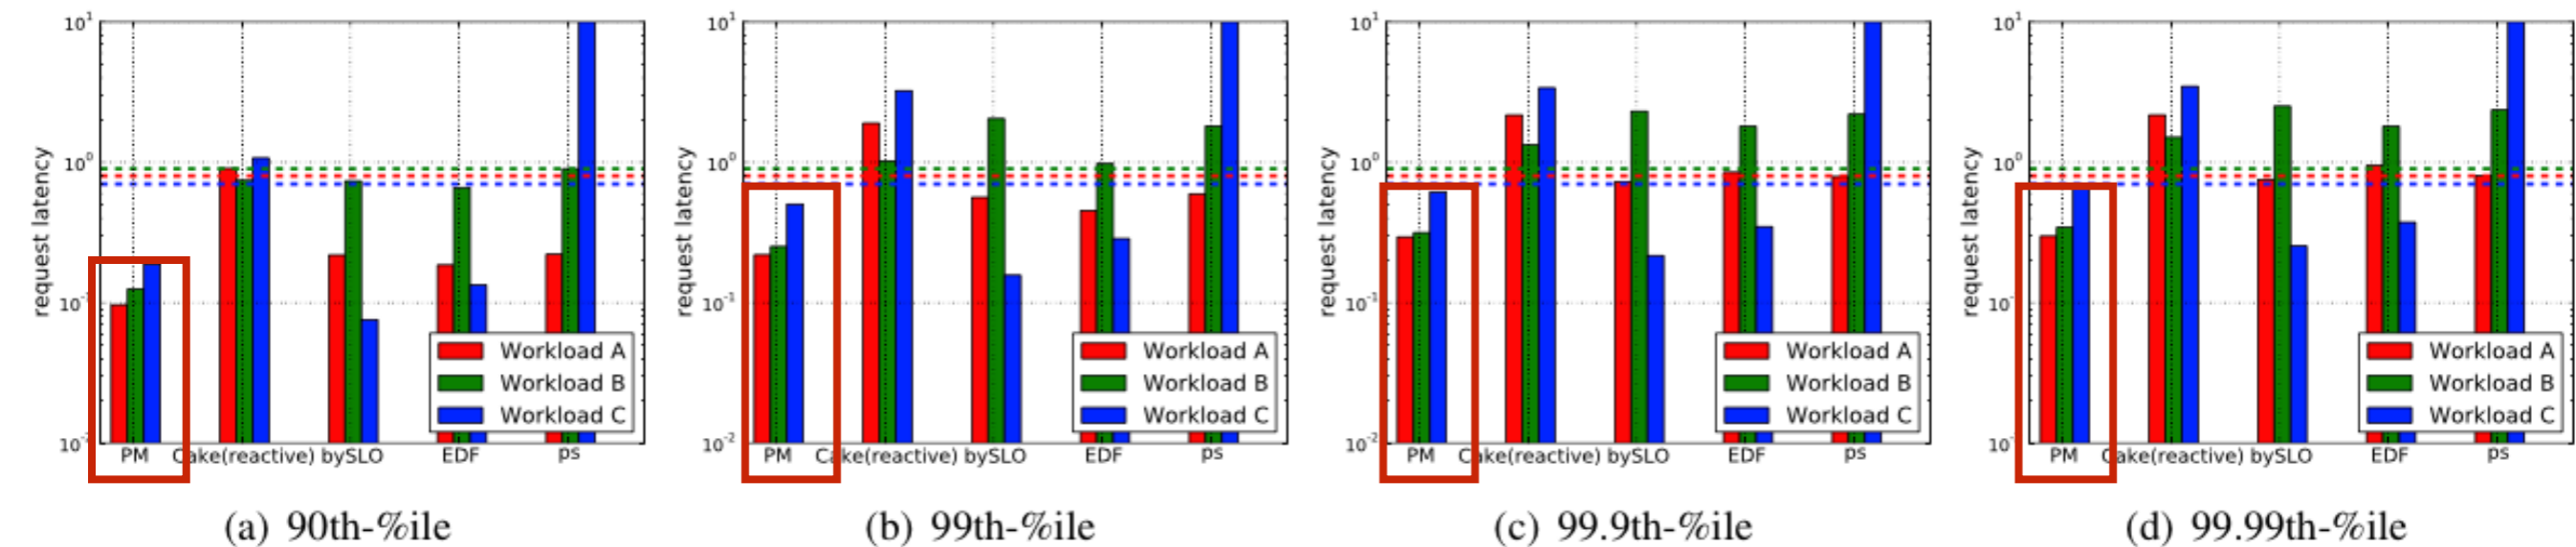 10¹
10⁰
10⁻¹
10⁻²
request latency
PM Cake(reactive) bySLO EDF ps
Workload A
Workload B
Workload C
(a) 90th-%ile
10¹
10⁰
10⁻¹
10⁻²
request latency
PM Cake(reactive) bySLO EDF ps
Workload A
Workload B
Workload C
(b) 99th-%ile
10¹
10⁰
10⁻¹
10⁻²
request latency
PM Cake(reactive) bySLO EDF ps
Workload A
Workload B
Workload C
(c) 99.9th-%ile
10¹
10⁰
10⁻¹
10⁻
request latency
PM Cake(reactive) bySLO EDF ps
Workload A
Workload B
Workload C
(d) 99.99th-%ile